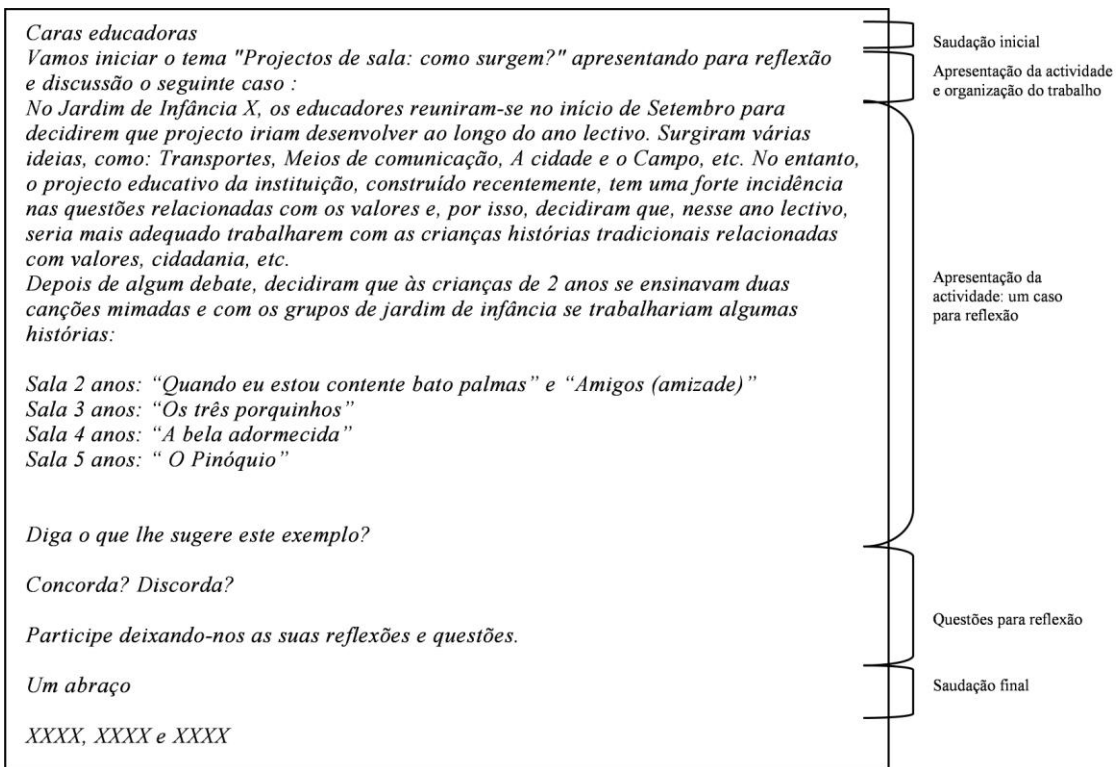 Caras educadoras
Vamos iniciar o tema "Projectos de sala: como surgem?" apresentando para reflexão
e discussão o seguinte caso :
No Jardim de Infância X, os educadores reuniram-se no início de Setembro para
decidirem que projecto iriam desenvolver ao longo do ano lectivo. Surgiram várias
ideias, como: Transportes, Meios de comunicação, A cidade e o Campo, etc. No entanto,
o projecto educativo da instituição, construído recentemente, tem uma forte incidência
nas questões relacionadas com os valores e, por isso, decidiram que, nesse ano lectivo,
seria mais adequado trabalharem com as crianças histórias tradicionais relacionadas
com valores, cidadania, etc.
Depois de algum debate, decidiram que às crianças de 2 anos se ensinavam duas
canções mimadas e com os grupos de jardim de infância se trabalhariam algumas
histórias:
Sala 2 anos: “Quando eu estou contente bato palmas” e “Amigos (amizade)”
Sala 3 anos: “Os três porquinhos”
Sala 4 anos: “A bela adormecida”
Sala 5 anos: “ O Pinóquio”
Diga o que lhe sugere este exemplo?
Concorda? Discorda?
Participe deixando-nos as suas reflexões e questões.
Um abraço
XXXX, XXXX e XXXX
Saudação inicial
Apresentação da actividade
e organização do trabalho
Apresentação da
actividade: um caso
para reflexão
Questões para reflexão
Saudação final